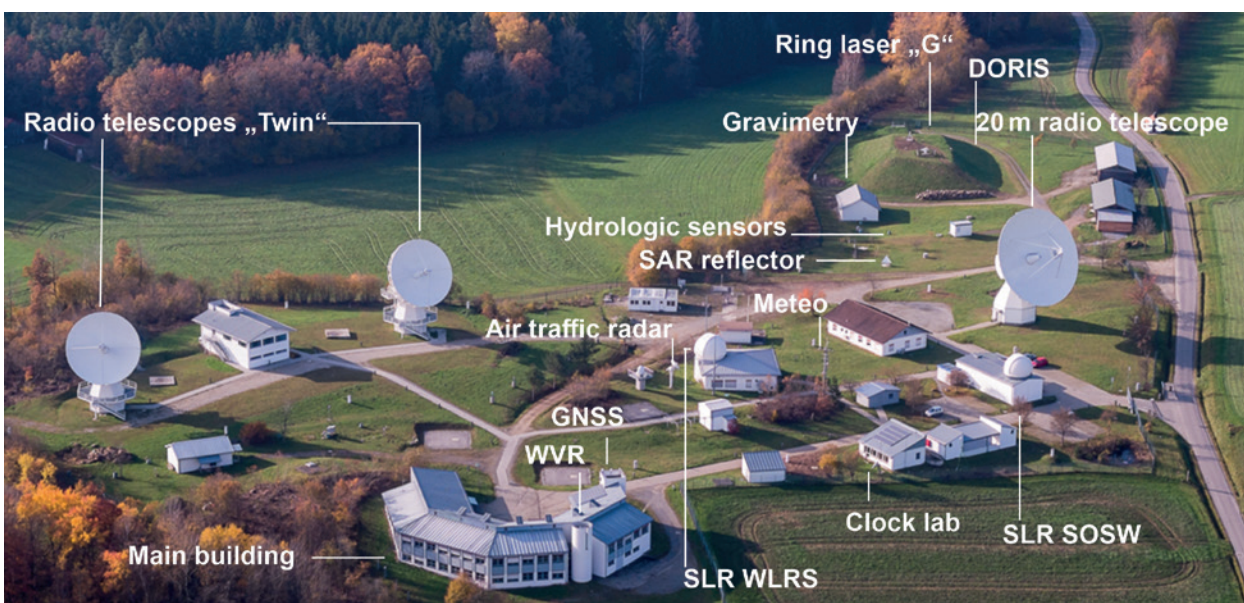 Ring laser „G“
DORIS
Radio telescopes „Twin“
Gravimetry
20 m radio telescope
Hydrologic sensors
SAR reflector
Meteo
Air traffic radar
GNSS
WVR
Clock lab
SLR SOSW
Main building
SLR WLRS